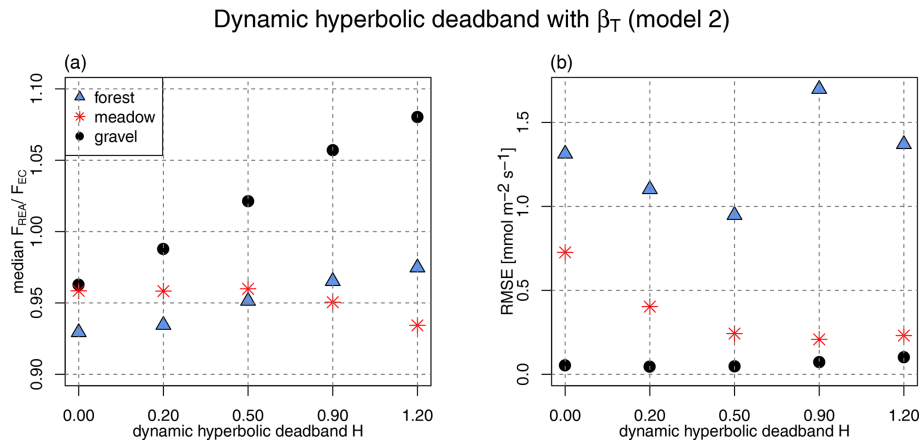 Dynamic hyperbolic deadband with β_T (model 2)
(a)
median F_REA/ F_EC
1.10
1.05
1.00
0.95
0.90
forest
meadow
gravel
0.00 0.20 0.50 0.90 1.20
dynamic hyperbolic deadband H
(b)
RMSE [mmol m−2 s−1]
1.5
1.0
0.5
0.0
0.00 0.20 0.50 0.90 1.20
dynamic hyperbolic deadband H